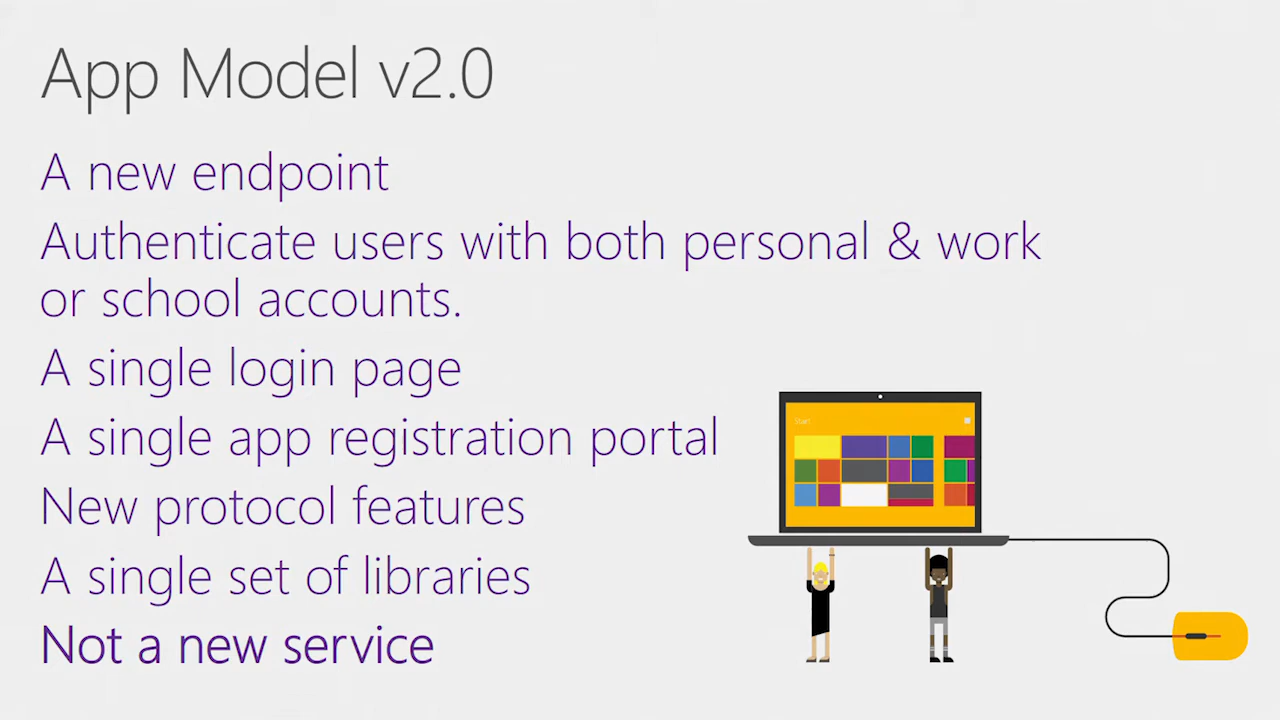 App Model v2.0
A new endpoint
Authenticate users with both personal & work
or school accounts.
A single login page
A single app registration portal
New protocol features
A single set of libraries
Not a new service
Start